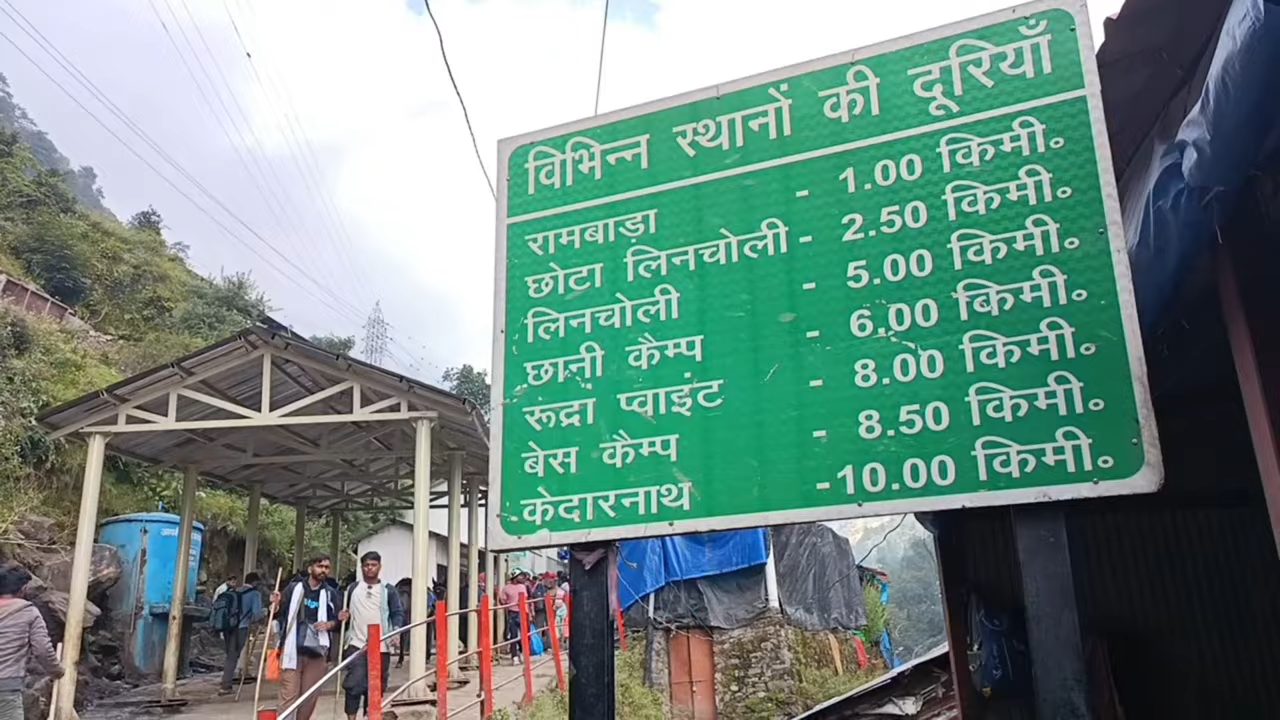 विभिन्न स्थानों की दूरियाँ
रामबाड़ा - 1.00 किमी॰
छोटा लिनचोली - 2.50 किमी॰
लिनचोली - 5.00 किमी॰
छानी कैम्प - 6.00 किमी॰
रूद्रा प्वाइंट - 8.00 किमी॰
बेस कैम्प - 8.50 किमी॰
केदारनाथ -10.00 किमी॰